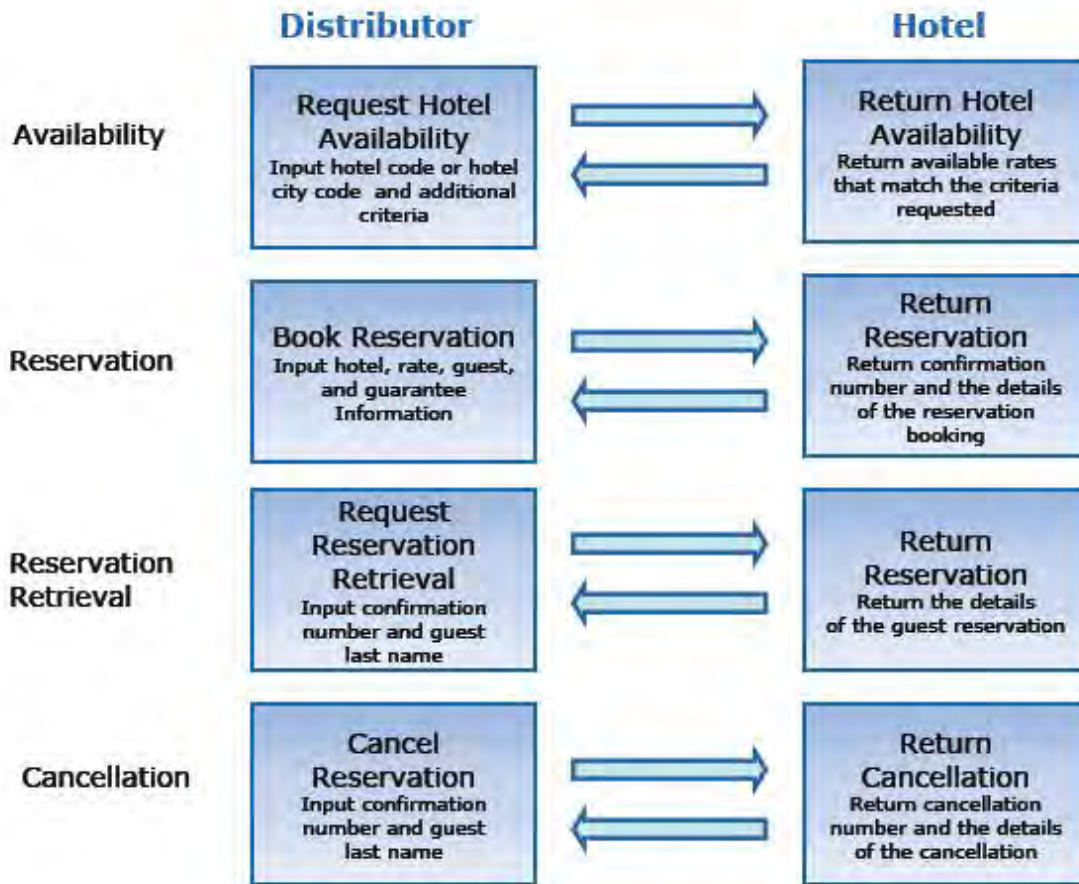 Distributor
Hotel
Availability
Request Hotel
Availability
Input hotel code or hotel
city code and additional
criteria
Return Hotel
Availability
Return available rates
that match the criteria
requested
Reservation
Book Reservation
Input hotel, rate, guest,
and guarantee
Information
Return
Reservation
Return confirmation
number and the details
of the reservation
booking
Reservation
Retrieval
Request
Reservation
Retrieval
Input confirmation
number and guest
last name
Return
Reservation
Return the details
of the guest reservation
Cancellation
Cancel
Reservation
Input confirmation
number and guest
last name
Return
Cancellation
Return cancellation
number and the details
of the cancellation